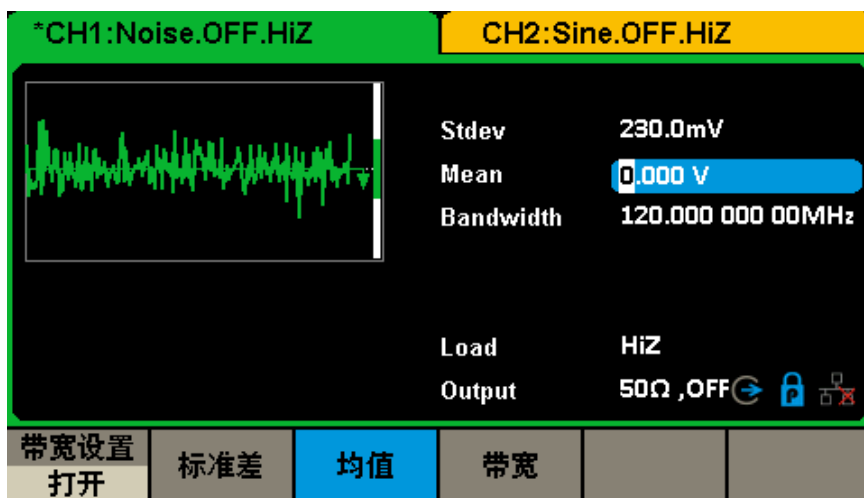 *CH1:Noise.OFF.HiZ
CH2:Sine.OFF.HiZ
Stdev 230.0mV
Mean 0.000 V
Bandwidth 120.000 000 00MHz
Load HiZ
Output 50Ω ,OFF
P
带宽设置
打开
标准差
均值
带宽